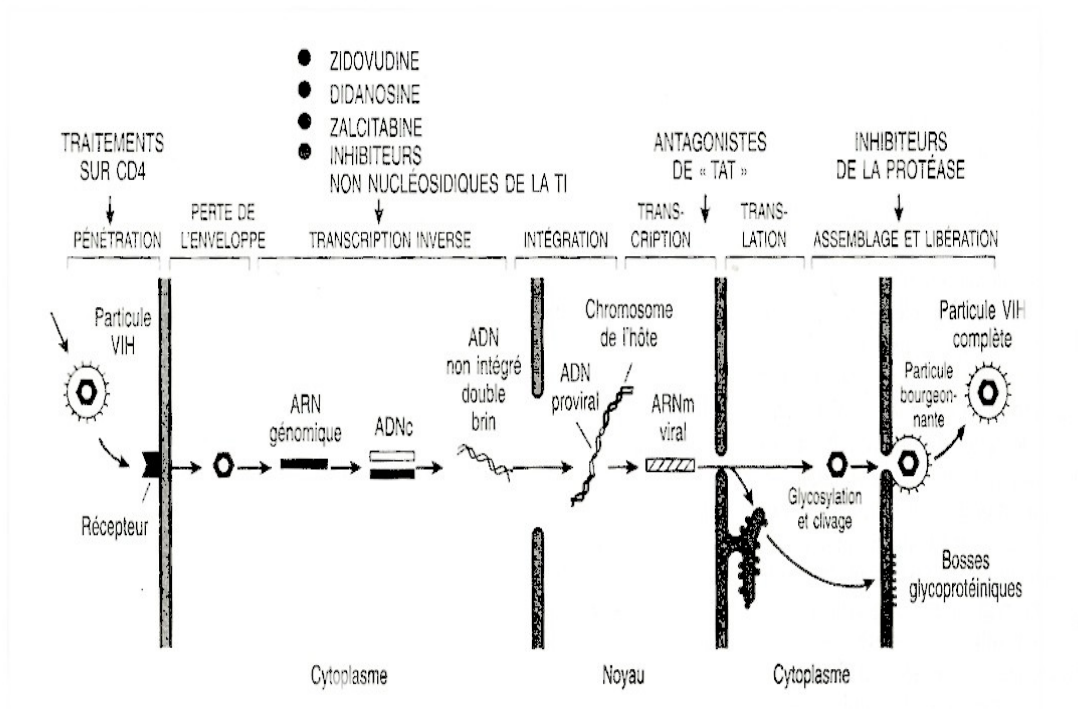 ZIDOVUDINE
DIDANOSINE
ZALCITABINE
INHIBITEURS
NON NUCLÉOSIDIQUES DE LA TI
TRAITEMENTS
SUR CD4
ANTAGONISTES
DE « TAT »
INHIBITEURS
DE LA PROTÉASE
PÉNÉTRATION
PERTE DE
L'ENVELOPPE
TRANSCRIPTION INVERSE
INTÉGRATION
TRANS-
CRIPTION
TRANS-
LATION
ASSEMBLAGE ET LIBÉRATION
Particule
VIH
Récepteur
ARN
génomique
ADNc
ADN
non intégré
double
brin
ADN
proviral
Chromosome
de l'hôte
ARNm
viral
Glycosylation
et clivage
Particule
bourgeon-
nante
Particule VIH
complète
Bosses
glycoprotéiniques
Cytoplasme
Noyau
Cytoplasme